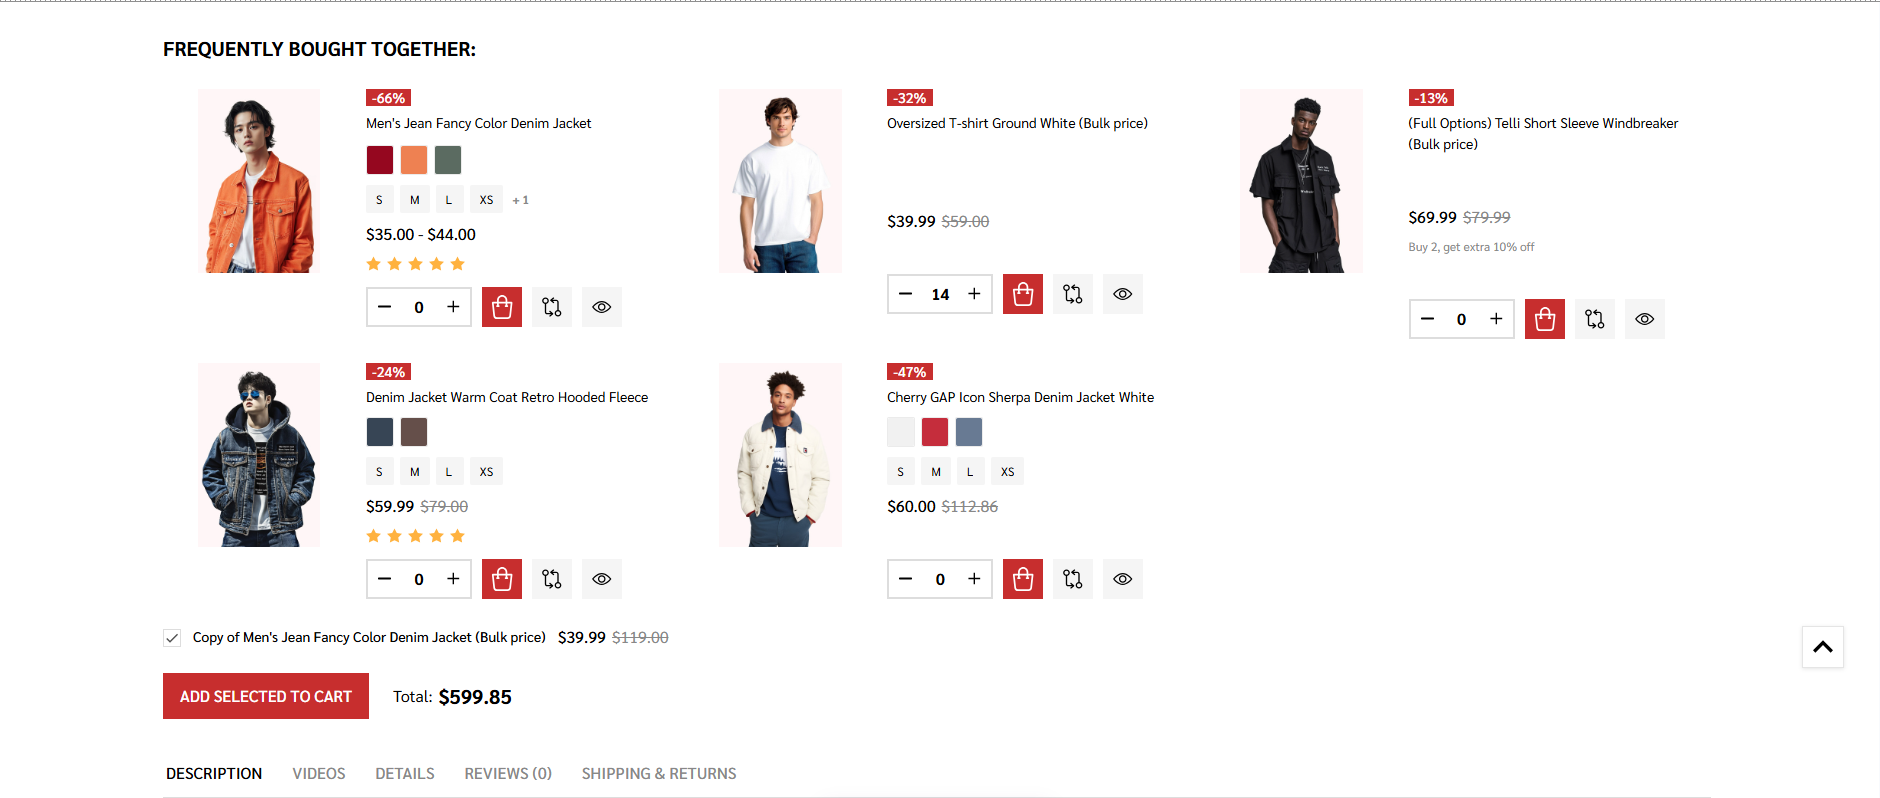 FREQUENTLY BOUGHT TOGETHER:
-66%
Men's Jean Fancy Color Denim Jacket
S M L XS + 1
$35.00 - $44.00
0
-32%
Oversized T-shirt Ground White (Bulk price)
$39.99 $59.00
14
-13%
(Full Options) Telli Short Sleeve Windbreaker
(Bulk price)
$69.99 $79.99
Buy 2, get extra 10% off
0
-24%
Denim Jacket Warm Coat Retro Hooded Fleece
S M L XS
$59.99 $79.00
0
-47%
Cherry GAP Icon Sherpa Denim Jacket White
S M L XS
$60.00 $112.86
0
Copy of Men's Jean Fancy Color Denim Jacket (Bulk price) $39.99 $119.00
ADD SELECTED TO CART Total: $599.85
DESCRIPTION VIDEOS DETAILS REVIEWS (0) SHIPPING & RETURNS